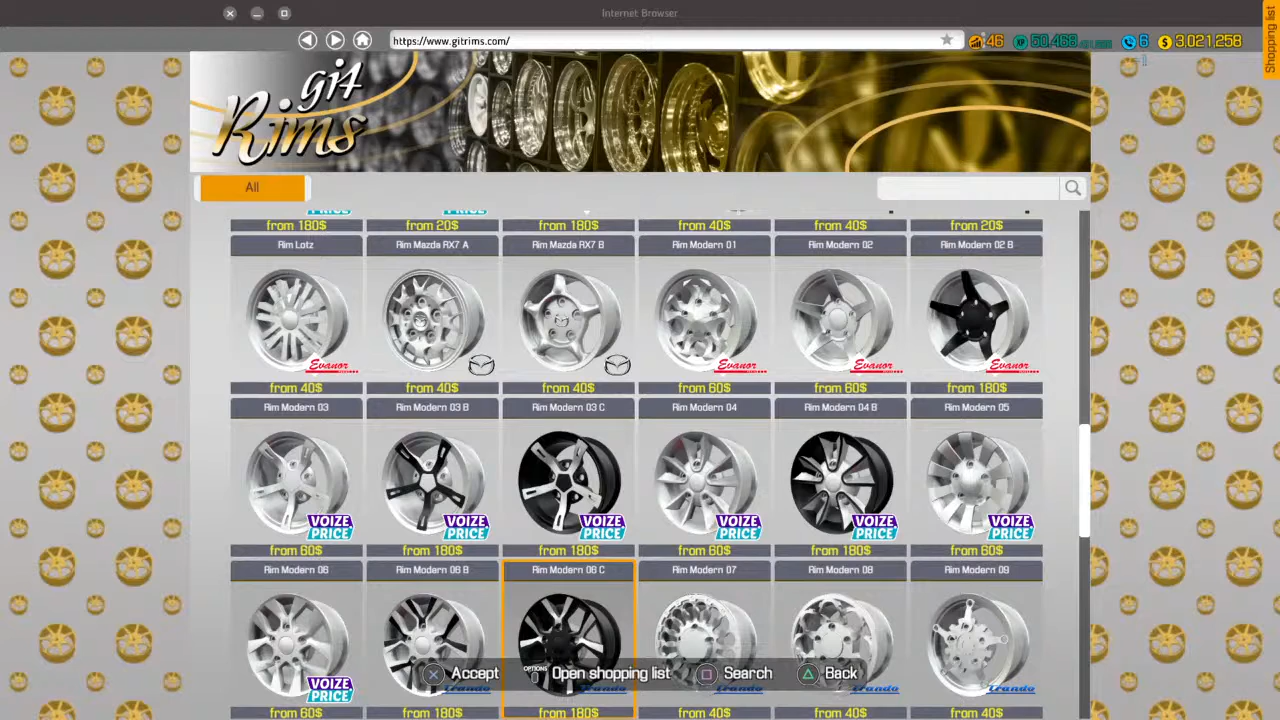 Internet Browser
Shopping list
https://www.gitrims.com/
46
6
3,021,258
git
Rims
All
from 180$ from 20$ from 180$ from 40$ from 40$ from 20$
Rim Lotz Rim Mazda RX7 A Rim Mazda RX7 B Rim Modern 01 Rim Modern 02 Rim Modern 02 B
Evanor Evanor Evanor Evanor
from 40$ from 40$ from 40$ from 60$ from 60$ from 180$
Rim Modern 03 Rim Modern 03 B Rim Modern 03 C Rim Modern 04 Rim Modern 04 B Rim Modern 05
VOIZE PRICE VOIZE PRICE VOIZE PRICE VOIZE PRICE VOIZE PRICE VOIZE PRICE
from 60$ from 180$ from 180$ from 60$ from 180$ from 60$
Rim Modern 06 Rim Modern 06 B Rim Modern 06 C Rim Modern 07 Rim Modern 08 Rim Modern 09
OPTIONS
Accept Open shopping list Search Back
VOIZE PRICE
from 60$ from 180$ from 180$ from 40$ from 40$ from 40$